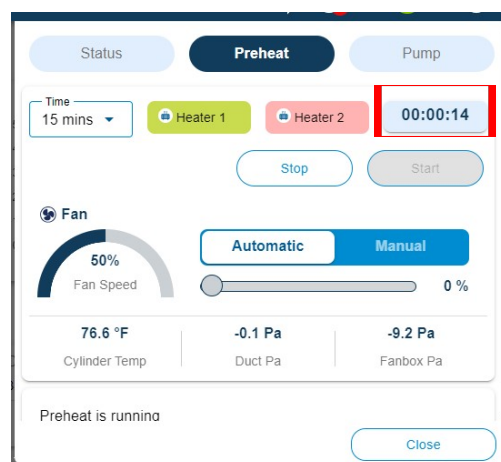 Status
Preheat
Pump
Time
15 mins
Heater 1
Heater 2
00:00:14
Stop
Start
Fan
50%
Fan Speed
Automatic
Manual
0 %
76.6 °F
-0.1 Pa
-9.2 Pa
Cylinder Temp
Duct Pa
Fanbox Pa
Preheat is running
Close